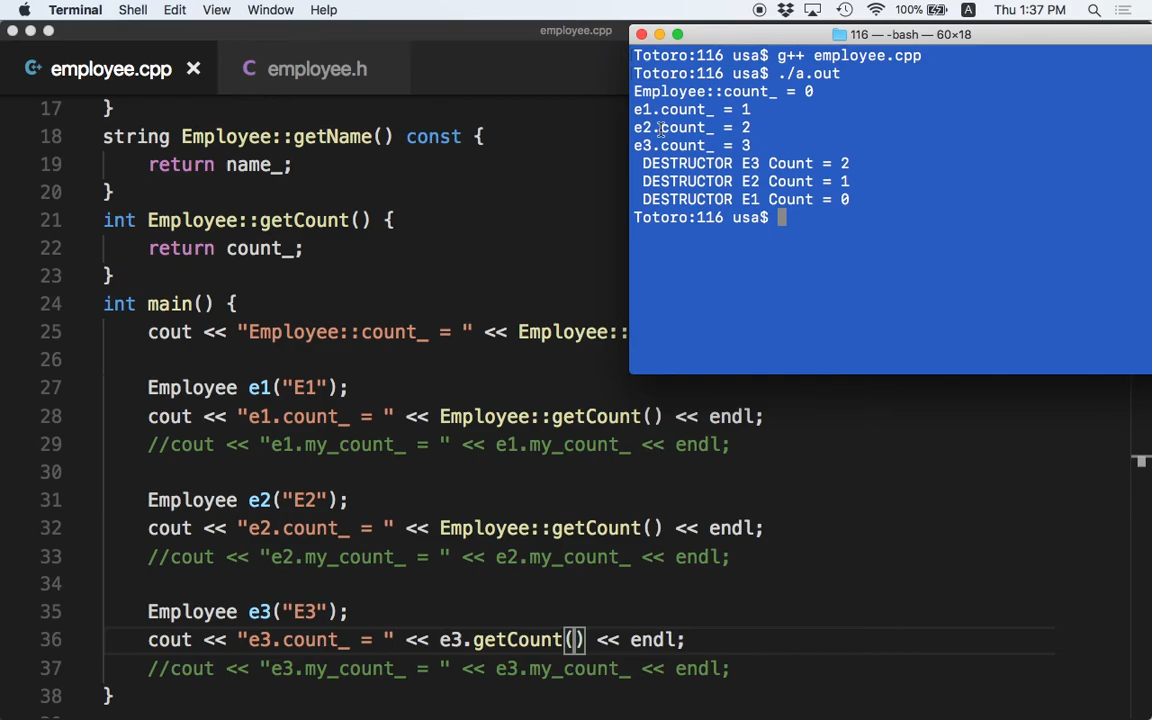 Terminal Shell Edit View Window Help 100% A Thu 1:37 PM
employee.cpp
116 — -bash — 60×18
employee.cpp × C employee.h
Totoro:116 usa$ g++ employee.cpp
Totoro:116 usa$ ./a.out
Employee::count_ = 0
e1.count_ = 1
e2.count_ = 2
e3.count_ = 3
DESTRUCTOR E3 Count = 2
DESTRUCTOR E2 Count = 1
DESTRUCTOR E1 Count = 0
Totoro:116 usa$
17 }
18 string Employee::getName() const {
19 return name_;
20 }
21 int Employee::getCount() {
22 return count_;
23 }
24 int main() {
25 cout << "Employee::count_ = " << Employee::
26
27 Employee e1("E1");
28 cout << "e1.count_ = " << Employee::getCount() << endl;
29 //cout << "e1.my_count_ = " << e1.my_count_ << endl;
30
31 Employee e2("E2");
32 cout << "e2.count_ = " << Employee::getCount() << endl;
33 //cout << "e2.my_count_ = " << e2.my_count_ << endl;
34
35 Employee e3("E3");
36 cout << "e3.count_ = " << e3.getCount() << endl;
37 //cout << "e3.my_count_ = " << e3.my_count_ << endl;
38 }